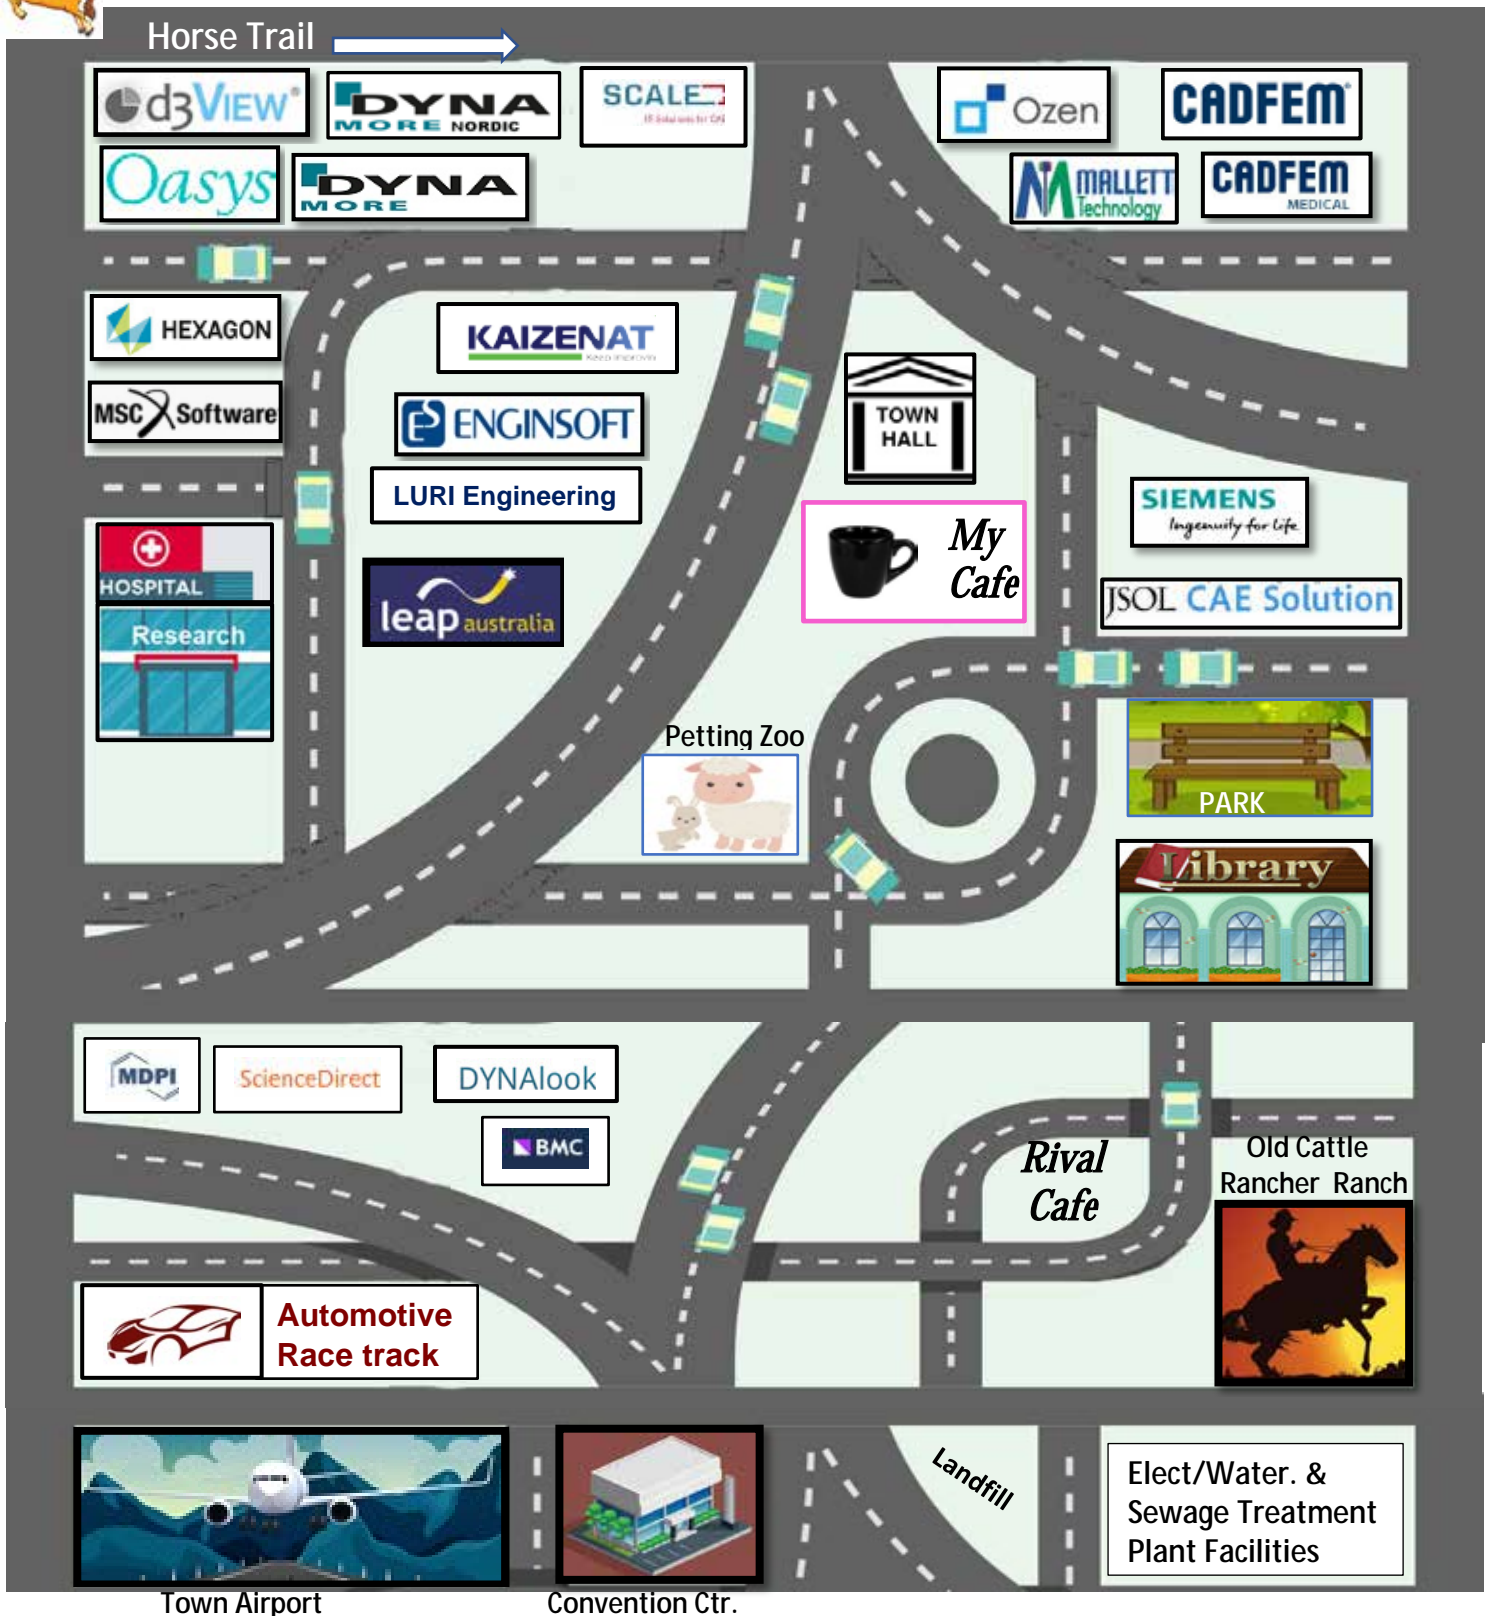 Horse Trail
d3VIEW
DYNA
MORE NORDIC
SCALE
Ozen
CADFEM
Oasys
DYNA
MORE
MALLETT
Technology
CADFEM
MEDICAL
HEXAGON
KAIZENAT
MSC Software
ENGINSOFT
TOWN
HALL
LURI Engineering
SIEMENS
Ingenuity for life
My
Cafe
HOSPITAL
Research
leap australia
JSOL CAE Solution
Petting Zoo
PARK
Library
MDPI
ScienceDirect
DYNAlook
BMC
Rival
Cafe
Old Cattle
Rancher Ranch
Automotive
Race track
Landfill
Elect/Water. &
Sewage Treatment
Plant Facilities
Town Airport
Convention Ctr.